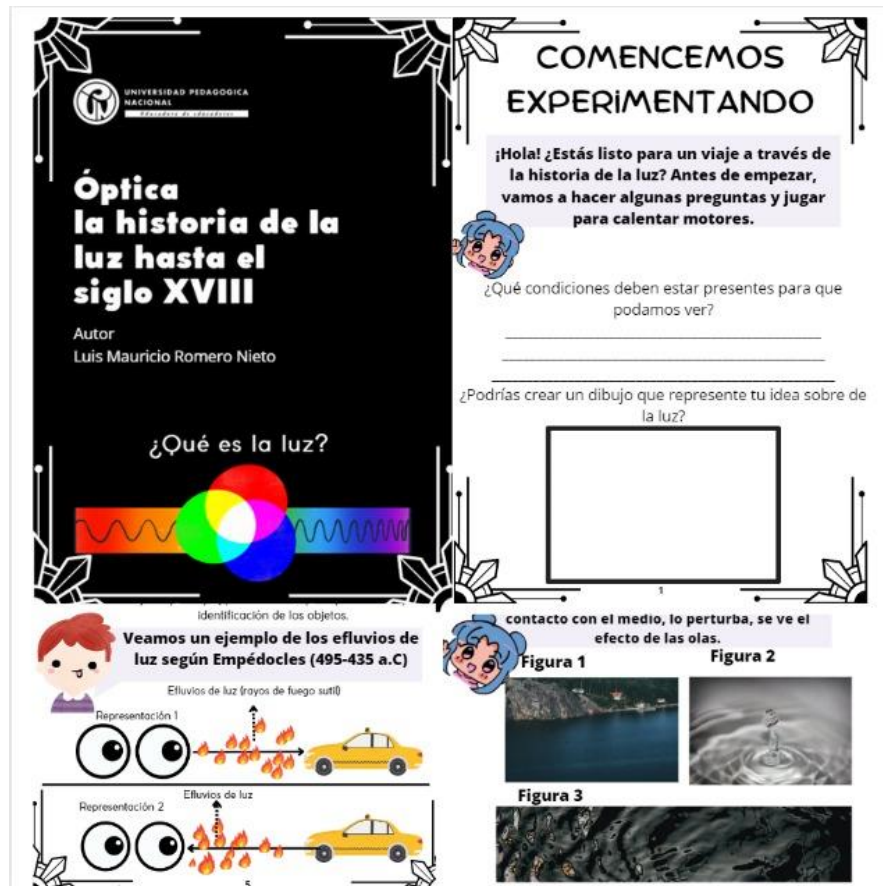 UNIVERSIDAD PEDAGOGICA
NACIONAL
Educadora de educadores
Óptica
la historia de la
luz hasta el
siglo XVIII
Autor
Luis Mauricio Romero Nieto
¿Qué es la luz?
COMENCEMOS
EXPERiMENTANDO
¡Hola! ¿Estás listo para un viaje a través de
la historia de la luz? Antes de empezar,
vamos a hacer algunas preguntas y jugar
para calentar motores.
¿Qué condiciones deben estar presentes para que
podamos ver?
¿Podrías crear un dibujo que represente tu idea sobre de
la luz?
1
identificación de los objetos.
Veamos un ejemplo de los efluvios de
luz según Empédocles (495-435 a.C)
Efluvios de luz (rayos de fuego sutil)
Representación 1
Efluvios de luz
Representación 2
5
contacto con el medio, lo perturba, se ve el
efecto de las olas.
Figura 1
Figura 2
Figura 3